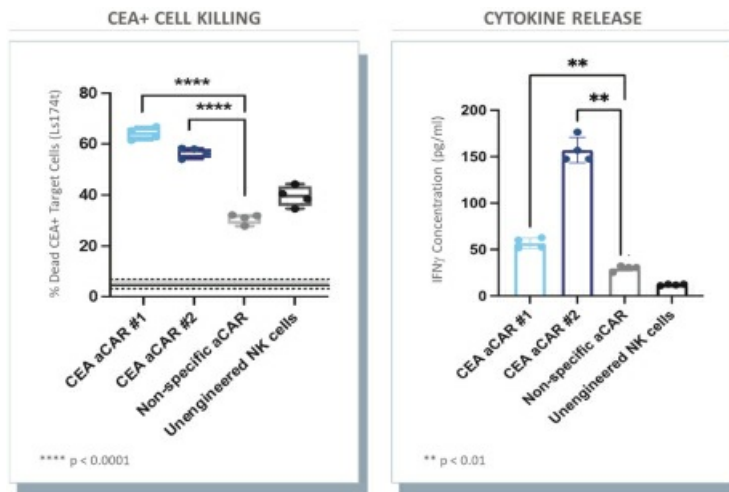 CEA+ CELL KILLING
% Dead CEA+ Target Cells (Ls174t)
80
60
40
20
0
****
****
CEA aCAR #1
CEA aCAR #2
Non-specific aCAR
Unengineered NK cells
**** p < 0.0001
CYTOKINE RELEASE
IFNγ Concentration (pg/ml)
200
150
100
50
0
**
**
CEA aCAR #1
CEA aCAR #2
Non-specific aCAR
Unengineered NK cells
** p < 0.01